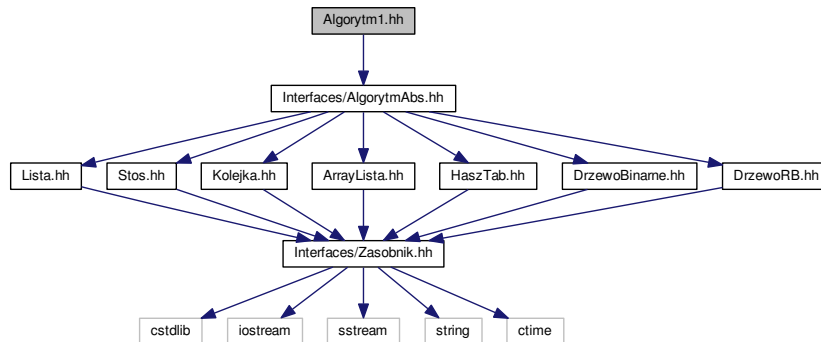 Algorytm1.hh
Interfaces/AlgorytmAbs.hh
Lista.hh Stos.hh Kolejka.hh ArrayLista.hh HaszTab.hh DrzewoBinarne.hh DrzewoRB.hh
Interfaces/Zasobnik.hh
cstdlib iostream sstream string ctime